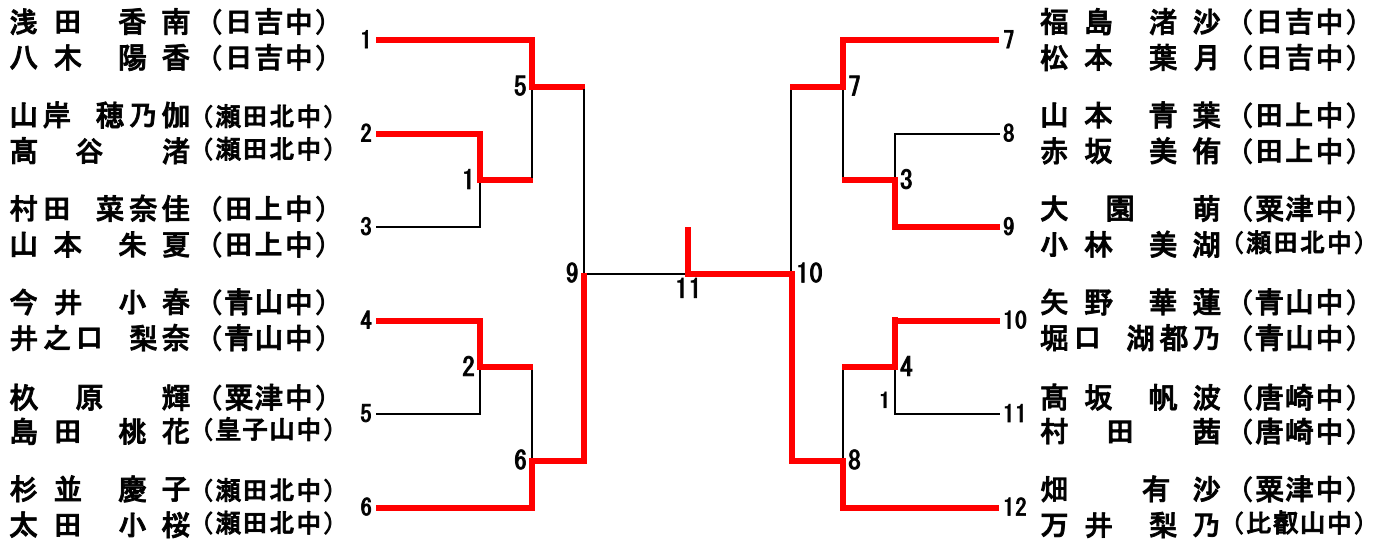 浅田 香南 (日吉中)
八木 陽香 (日吉中)
1
山岸 穂乃伽 (瀬田北中)
髙谷 渚 (瀬田北中)
2
村田 菜奈佳 (田上中)
山本 朱夏 (田上中)
3
今井 小春 (青山中)
井之口 梨奈 (青山中)
4
杁原 輝 (粟津中)
島田 桃花 (皇子山中)
5
杉並 慶子 (瀬田北中)
太田 小桜 (瀬田北中)
6
5
1
2
6
9
11
10
7
3
4
1
8
福島 渚沙 (日吉中)
松本 葉月 (日吉中)
7
山本 青葉 (田上中)
赤坂 美侑 (田上中)
8
大園 萌 (粟津中)
小林 美湖 (瀬田北中)
9
矢野 華蓮 (青山中)
堀口 湖都乃 (青山中)
10
髙坂 帆波 (唐崎中)
村田 茜 (唐崎中)
11
畑 有沙 (粟津中)
万井 梨乃 (比叡山中)
12